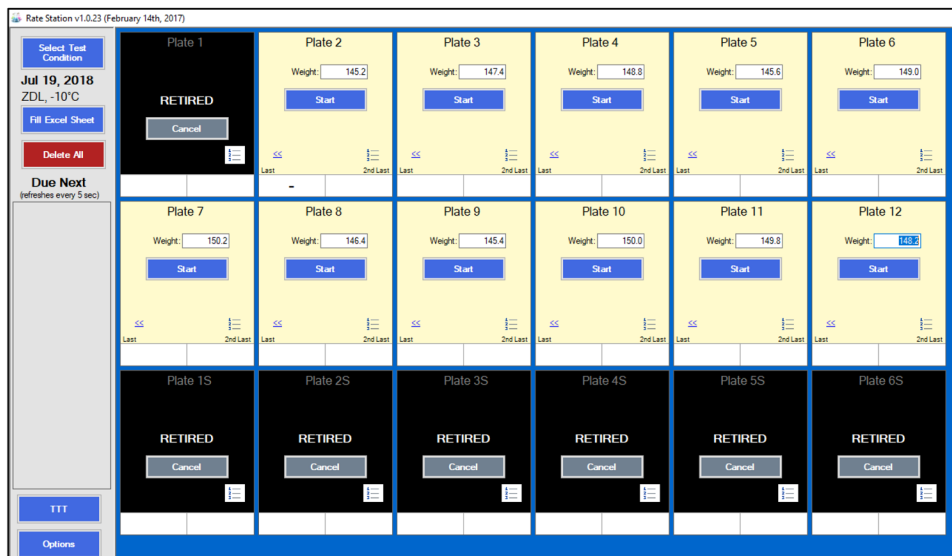 Rate Station v1.0.23 (February 14th, 2017)
Select Test
Condition
Jul 19, 2018
ZDL, -10°C
Fill Excel Sheet
Delete All
Due Next
(refreshes every 5 sec)
TTT
Options
Plate 1
RETIRED
Cancel
Plate 2
Weight: 145.2
Start
<<
Last 2nd Last
-
Plate 3
Weight: 147.4
Start
<<
Last 2nd Last
Plate 4
Weight: 148.8
Start
<<
Last 2nd Last
Plate 5
Weight: 145.6
Start
<<
Last 2nd Last
Plate 6
Weight: 149.0
Start
<<
Last 2nd Last
Plate 7
Weight: 150.2
Start
<<
Last 2nd Last
Plate 8
Weight: 146.4
Start
<<
Last 2nd Last
Plate 9
Weight: 145.4
Start
<<
Last 2nd Last
Plate 10
Weight: 150.0
Start
<<
Last 2nd Last
Plate 11
Weight: 149.8
Start
<<
Last 2nd Last
Plate 12
Weight: 148.2
Start
<<
Last 2nd Last
Plate 1S
RETIRED
Cancel
Plate 2S
RETIRED
Cancel
Plate 3S
RETIRED
Cancel
Plate 4S
RETIRED
Cancel
Plate 5S
RETIRED
Cancel
Plate 6S
RETIRED
Cancel